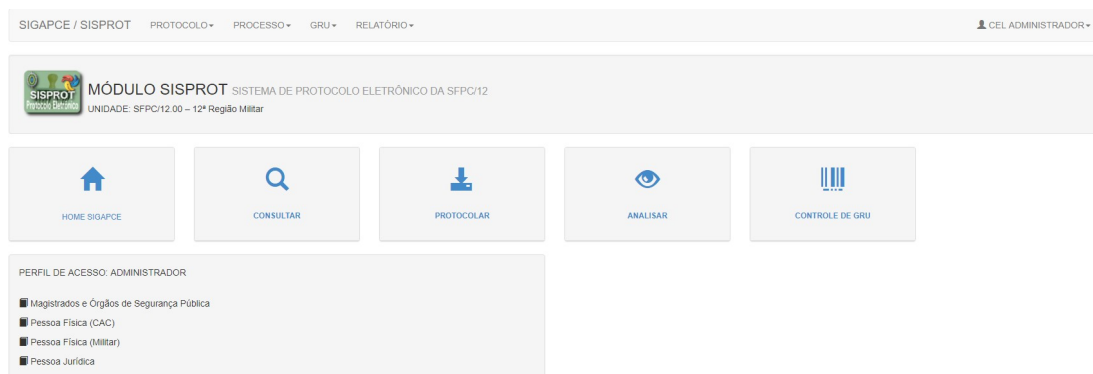 SIGAPCE / SISPROT PROTOCOLO PROCESSO GRU RELATÓRIO CEL ADMINISTRADOR
SISPROT
Protocolo Eletrônico
MÓDULO SISPROT SISTEMA DE PROTOCOLO ELETRÔNICO DA SFPC/12
UNIDADE: SFPC/12.00 – 12ª Região Militar
HOME SIGAPCE
CONSULTAR
PROTOCOLAR
ANALISAR
CONTROLE DE GRU
PERFIL DE ACESSO: ADMINISTRADOR
Magistrados e Órgãos de Segurança Pública
Pessoa Física (CAC)
Pessoa Física (Militar)
Pessoa Jurídica